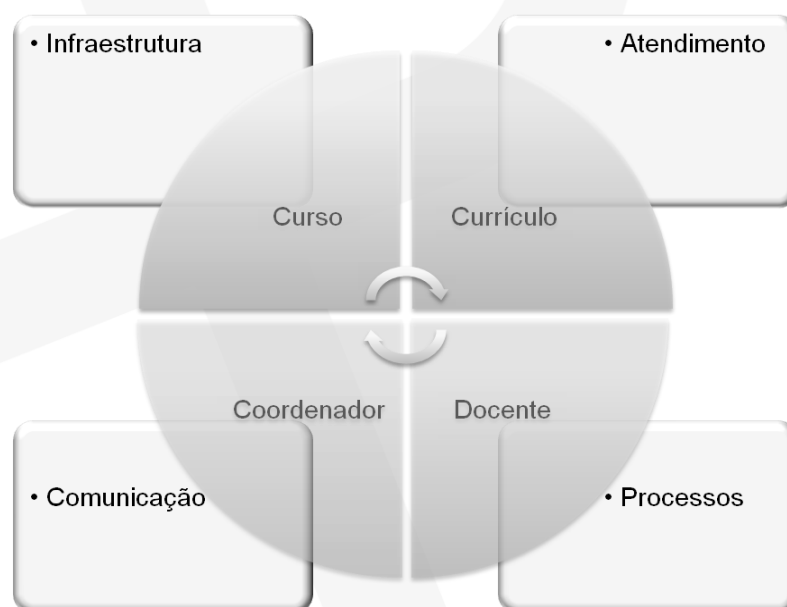 • Infraestrutura
• Atendimento
Curso
Currículo
Coordenador
Docente
• Comunicação
• Processos